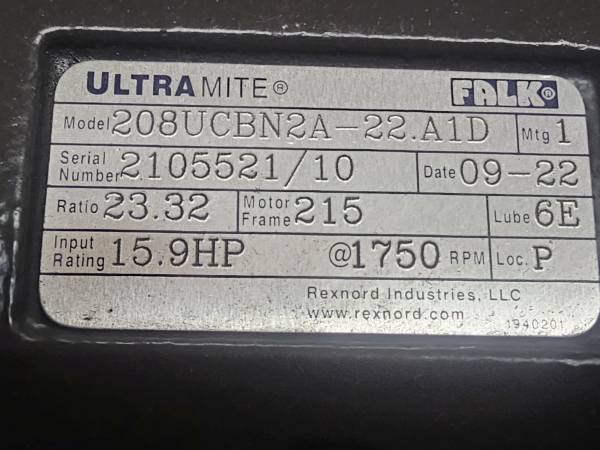 ULTRAMITE® FALK®
Model 208UCBN2A-22.A1D Mtg 1
Serial Number 2105521/10 Date 09-22
Ratio 23.32 Motor Frame 215 Lube 6E
Input Rating 15.9HP @1750 RPM Loc. P
Rexnord Industries, LLC
www.rexnord.com 1940201